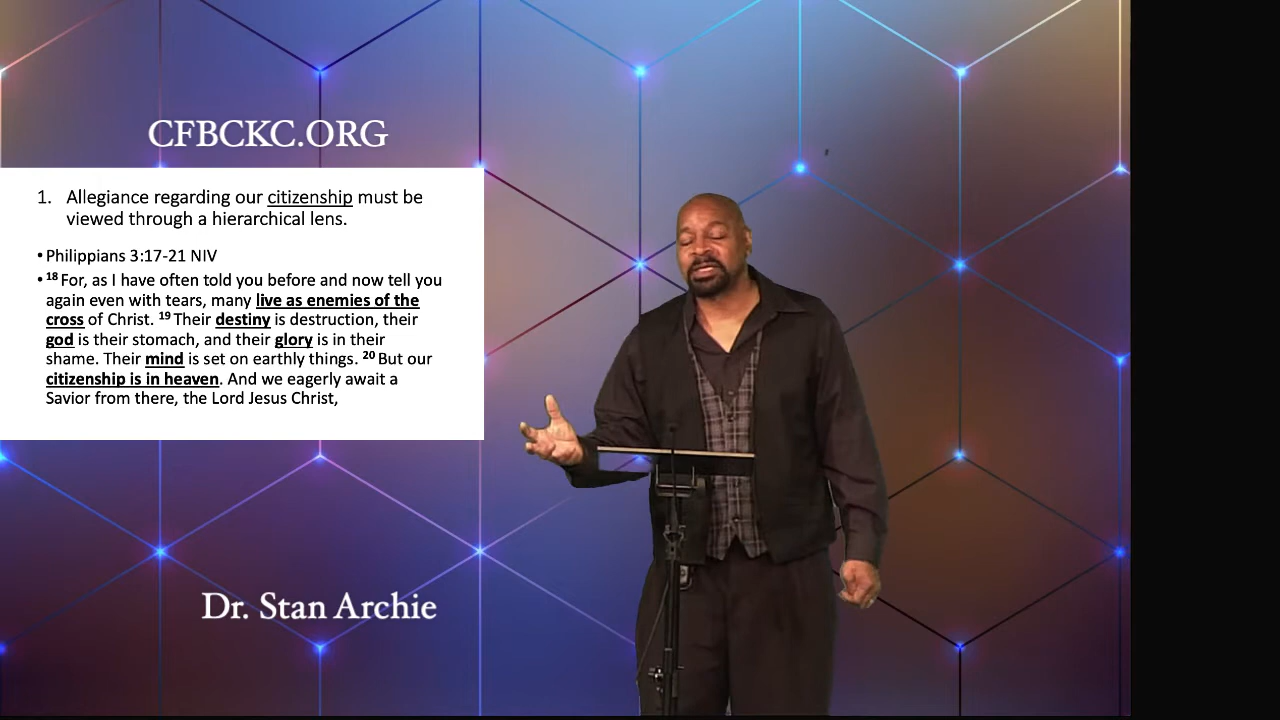 CFBCKC.ORG
1. Allegiance regarding our citizenship must be
viewed through a hierarchical lens.
• Philippians 3:17-21 NIV
• 18 For, as I have often told you before and now tell you
again even with tears, many live as enemies of the
cross of Christ. 19 Their destiny is destruction, their
god is their stomach, and their glory is in their
shame. Their mind is set on earthly things. 20 But our
citizenship is in heaven. And we eagerly await a
Savior from there, the Lord Jesus Christ,
Dr. Stan Archie